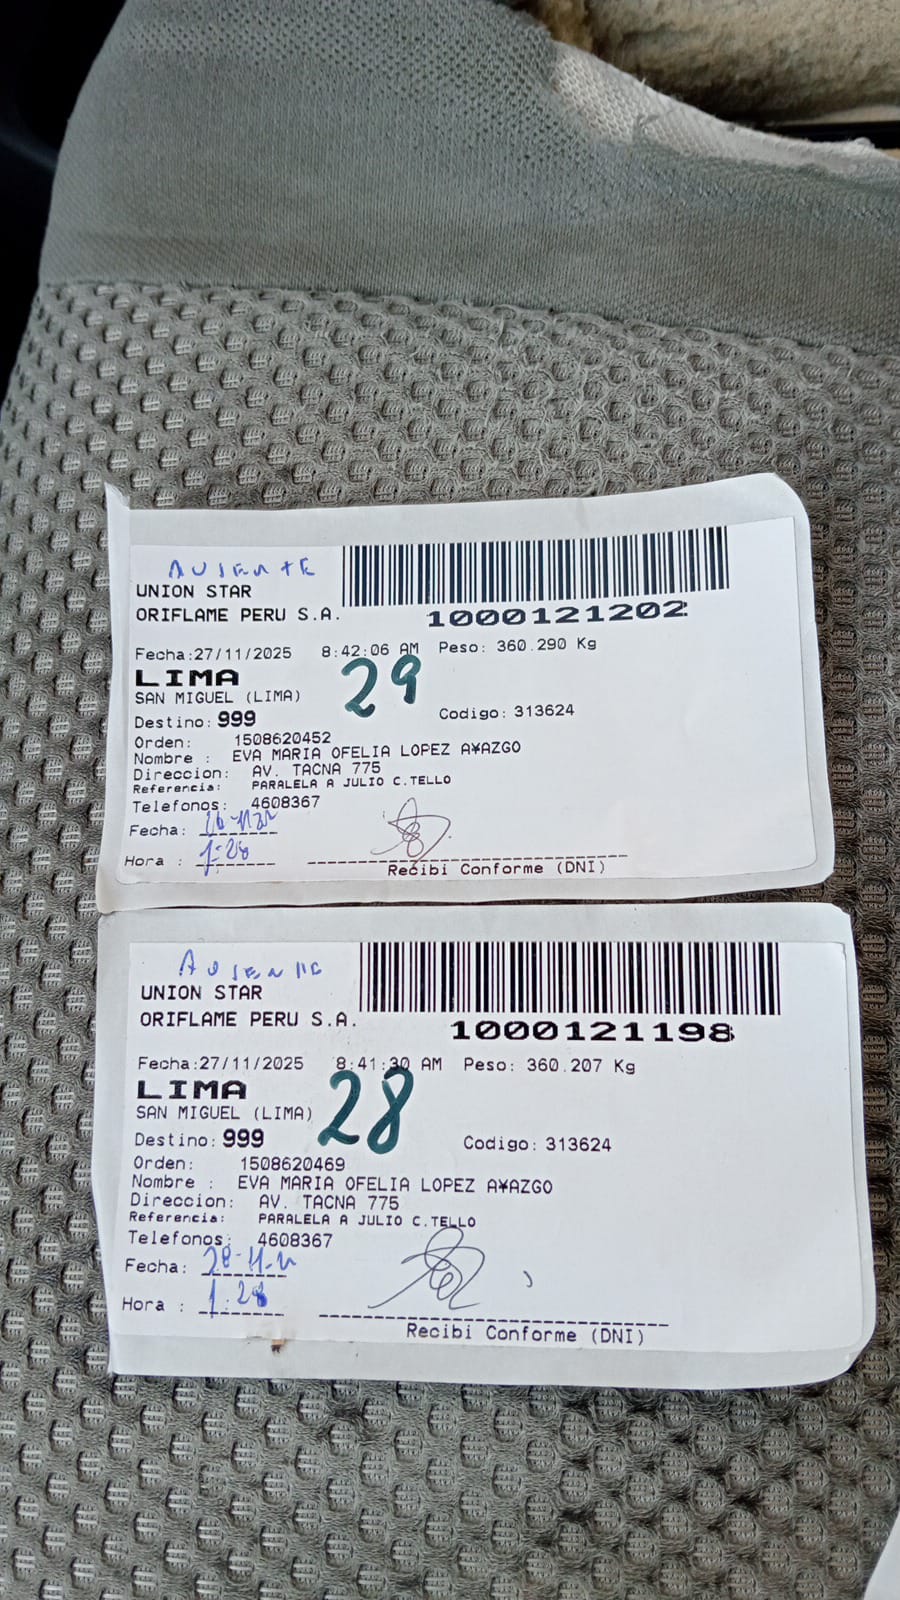 AUSENTE
UNION STAR
ORIFLAME PERU S.A.
1000121202
Fecha:27/11/2025 8:42:06 AM Peso: 360.290 Kg
LIMA
29
SAN MIGUEL (LIMA)
Destino: 999 Codigo: 313624
Orden: 1508620452
Nombre : EVA MARIA OFELIA LOPEZ A¥AZGO
Direccion: AV. TACNA 775
Referencia: PARALELA A JULIO C.TELLO
Telefonos: 4608367
Fecha:
Hora : 1:28
Recibi Conforme (DNI)
AUSENTE
UNION STAR
ORIFLAME PERU S.A.
1000121198
Fecha:27/11/2025 8:41:30 AM Peso: 360.207 Kg
LIMA
28
SAN MIGUEL (LIMA)
Destino: 999 Codigo: 313624
Orden: 1508620469
Nombre : EVA MARIA OFELIA LOPEZ A¥AZGO
Direccion: AV. TACNA 775
Referencia: PARALELA A JULIO C.TELLO
Telefonos: 4608367
Fecha: 28-11-
Hora : 1:28
Recibi Conforme (DNI)